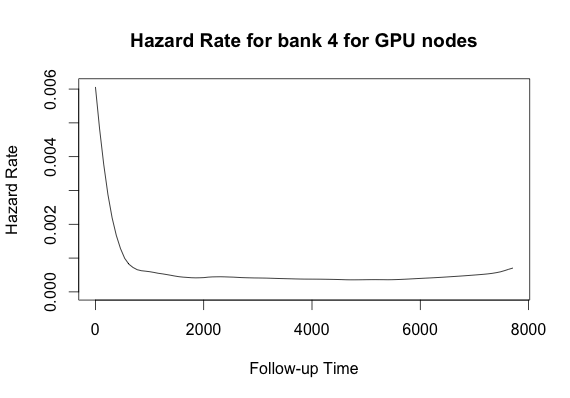 Hazard Rate for bank 4 for GPU nodes
Hazard Rate
0.006
0.004
0.002
0.000
0 2000 4000 6000 8000
Follow-up Time